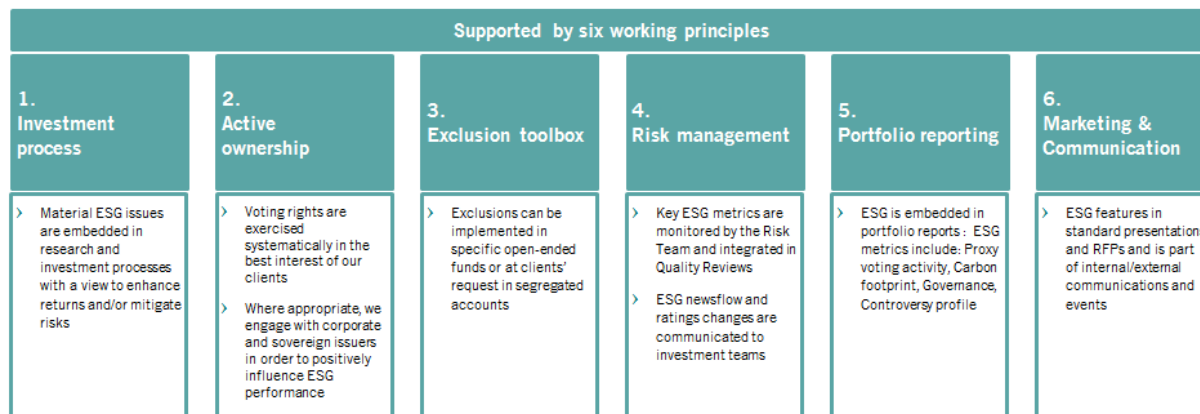 Supported by six working principles
1.
Investment
process
2.
Active
ownership
3.
Exclusion toolbox
4.
Risk management
5.
Portfolio reporting
6.
Marketing &
Communication
› Material ESG issues
are embedded in
research and
investment processes
with a view to enhance
returns and/or mitigate
risks
› Voting rights are
exercised
systematically in the
best interest of our
clients
› Where appropriate, we
engage with corporate
and sovereign issuers
in order to positively
influence ESG
performance
› Exclusions can be
implemented in
specific open-ended
funds or at clients’
request in segregated
accounts
› Key ESG metrics are
monitored by the Risk
Team and integrated in
Quality Reviews
› ESG newsflow and
ratings changes are
communicated to
investment teams
› ESG is embedded in
portfolio reports : ESG
metrics include: Proxy
voting activity, Carbon
footprint, Governance,
Controversy profile
› ESG features in
standard presentation
and RFPs and is part
of internal/external
communications and
events